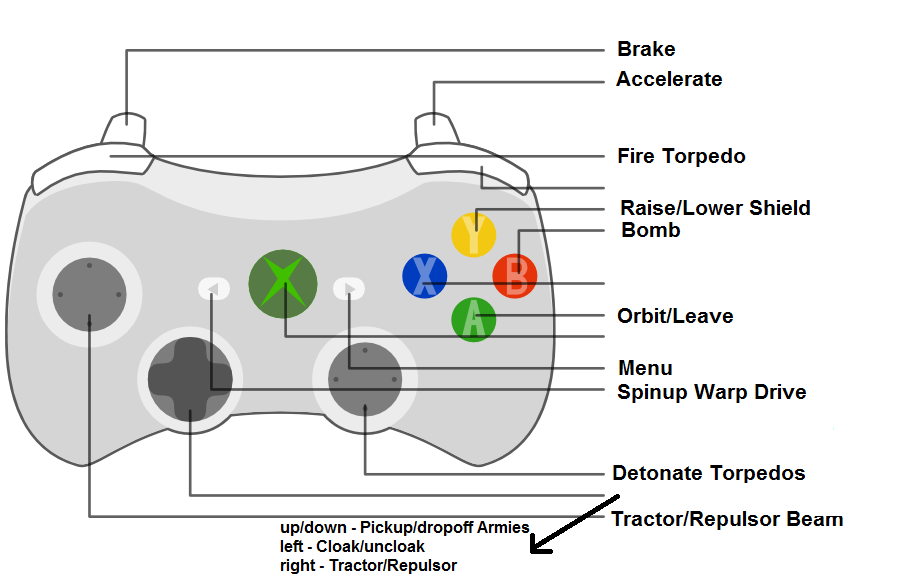 Brake
Accelerate
Fire Torpedo
Raise/Lower Shield
Y
Bomb
X
B
A
Orbit/Leave
Menu
Spinup Warp Drive
Detonate Torpedos
Tractor/Repulsor Beam
up/down - Pickup/dropoff Armies
left - Cloak/uncloak
right - Tractor/Repulsor